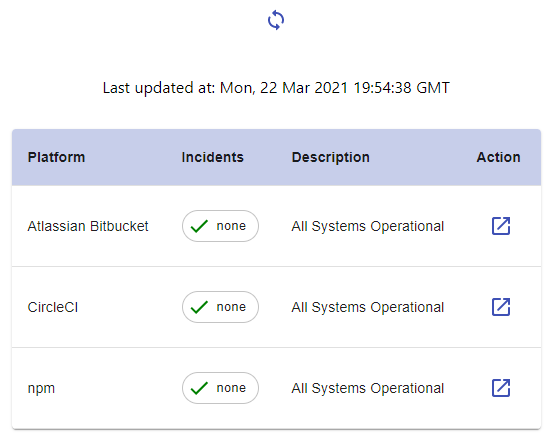 Last updated at: Mon, 22 Mar 2021 19:54:38 GMT
Platform Incidents Description Action
Atlassian Bitbucket none All Systems Operational
CircleCI none All Systems Operational
npm none All Systems Operational